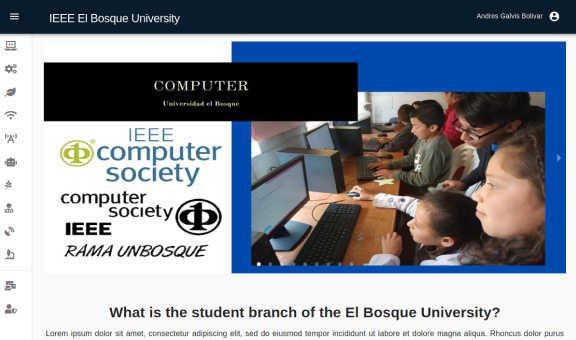 IEEE El Bosque University
Andres Galvis Bolivar
COMPUTER
Universidad el Bosque
IEEE
computer
society
computer
society
IEEE
RAMA UNBOSQUE
What is the student branch of the El Bosque University?
Lorem ipsum dolor sit amet, consectetur adipiscing elit, sed do eiusmod tempor incididunt ut labore et dolore magna aliqua. Rhoncus dolor purus